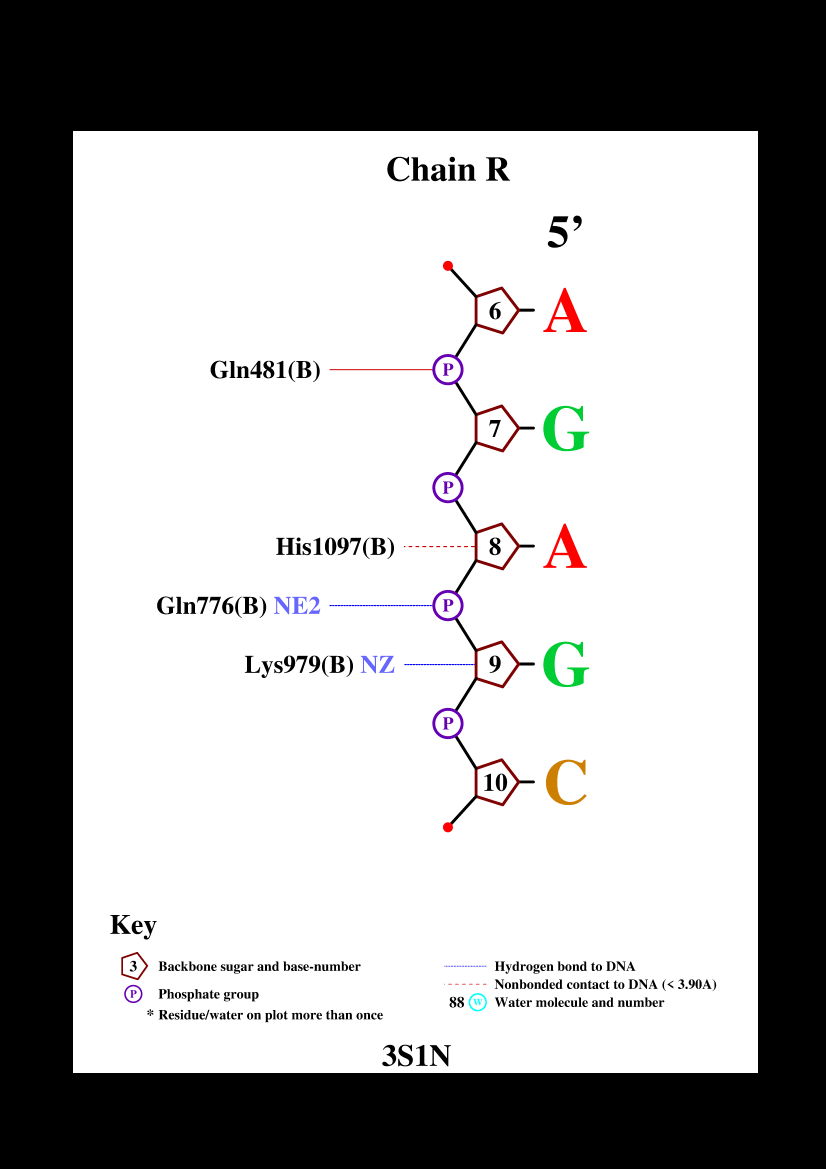 Chain R
5’
6 A
Gln481(B) P
7 G
P
His1097(B) 8 A
Gln776(B) NE2 P
Lys979(B) NZ 9 G
P
10 C
Key
3 Backbone sugar and base-number
P Phosphate group
* Residue/water on plot more than once
Hydrogen bond to DNA
Nonbonded contact to DNA (< 3.90A)
88 W Water molecule and number
3S1N